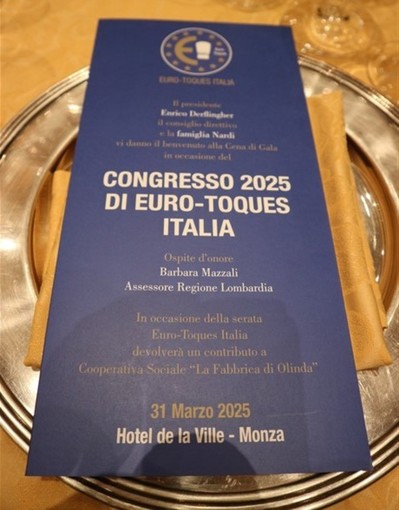 EURO-TOQUES ITALIA
Il presidente
Enrico Derflingher
il consiglio direttivo
e la famiglia Nardi
vi danno il benvenuto alla Cena di Gala
in occasione del
CONGRESSO 2025
DI EURO-TOQUES
ITALIA
Ospite d'onore
Barbara Mazzali
Assessore Regione Lombardia
In occasione della serata
Euro-Toques Italia
devolverà un contributo a
Cooperativa Sociale "La Fabbrica di Olinda"
31 Marzo 2025
Hotel de la Ville - Monza